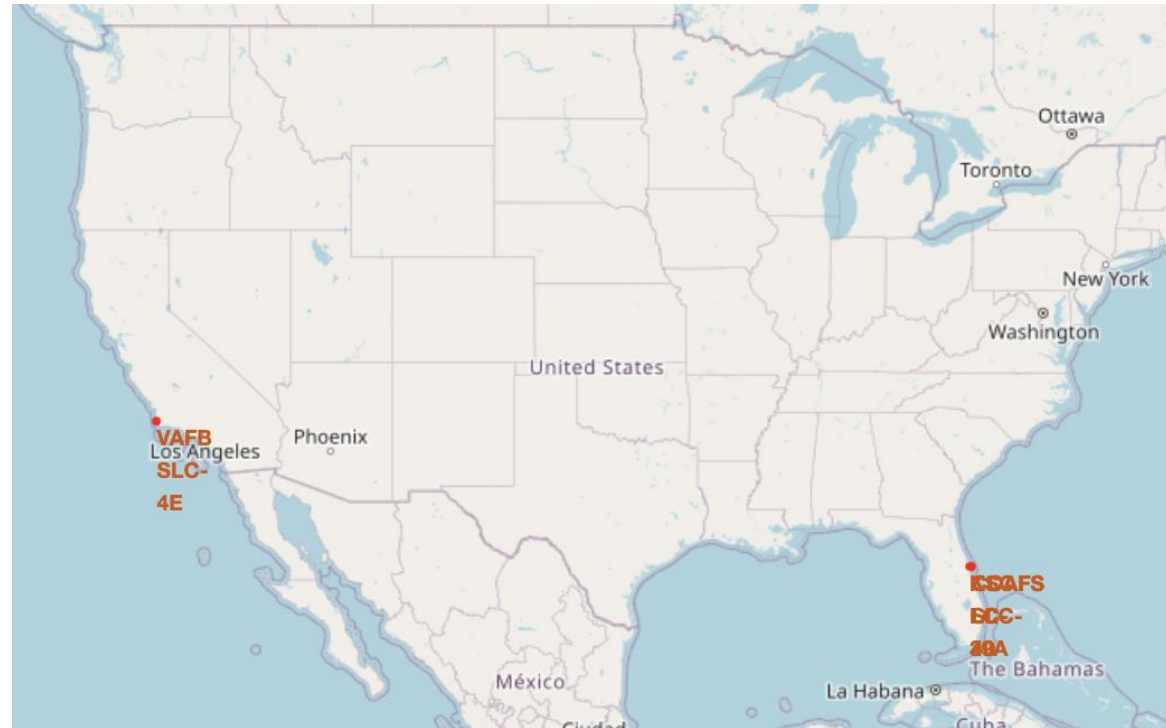 Ottawa
Toronto
New York
Washington
United States
VAFB
Los Angeles
SLC-
4E
Phoenix
The Bahamas
México
La Habana